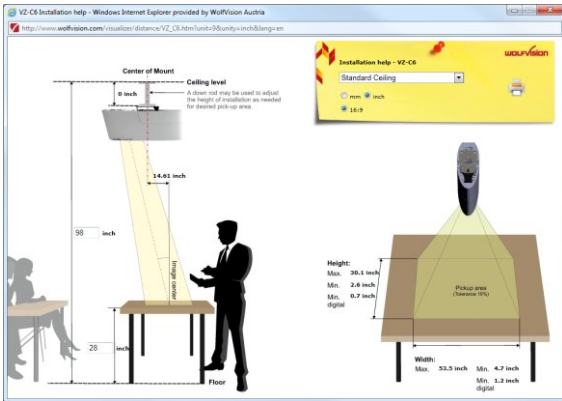 VZ-C6 Installation help - Windows Internet Explorer provided by WolfVision Austria
http://www.wolfvision.com/visualizer/distance/VZ_C6.htm?unit=9&unity=inch&lang=en
Center of Mount
Ceiling level
0 inch
A down rod may be used to adjust
the height of installation as needed
for desired pick-up area
14.61 inch
98 inch
Image center
28 inch
Floor
WOLFVISION
Installation help - VZ-C6
Standard Ceiling
mm inch
16:9
Height:
Max. 30.1 inch
Min. 2.6 inch
Min. 0.7 inch
digital
Pickup area
(Tolerance 10%)
Width:
Max. 53.5 inch Min. 4.7 inch
Min. 1.2 inch
digital